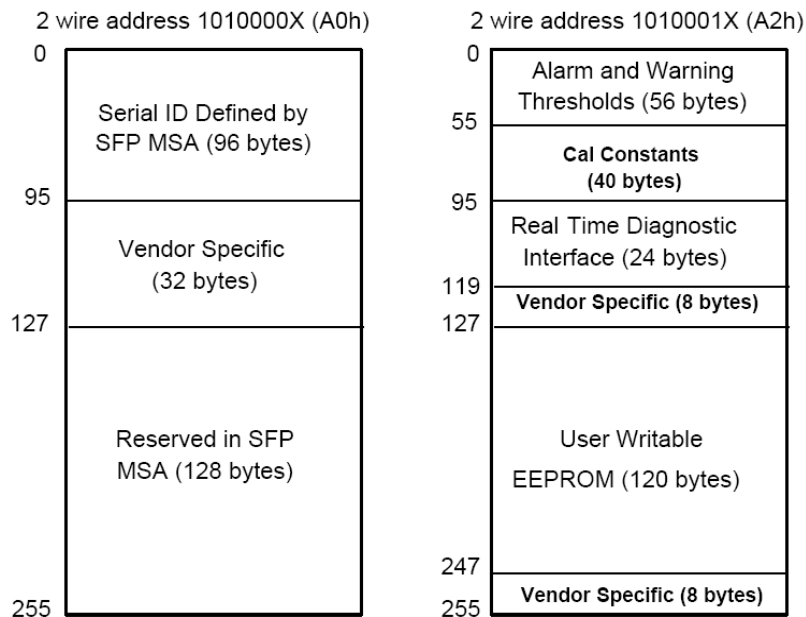 2 wire address 1010000X (A0h)
0
Serial ID Defined by
SFP MSA (96 bytes)
95
Vendor Specific
(32 bytes)
127
Reserved in SFP
MSA (128 bytes)
255
2 wire address 1010001X (A2h)
0
Alarm and Warning
Thresholds (56 bytes)
55
Cal Constants
(40 bytes)
95
Real Time Diagnostic
Interface (24 bytes)
119
Vendor Specific (8 bytes)
127
User Writable
EEPROM (120 bytes)
247
Vendor Specific (8 bytes)
255